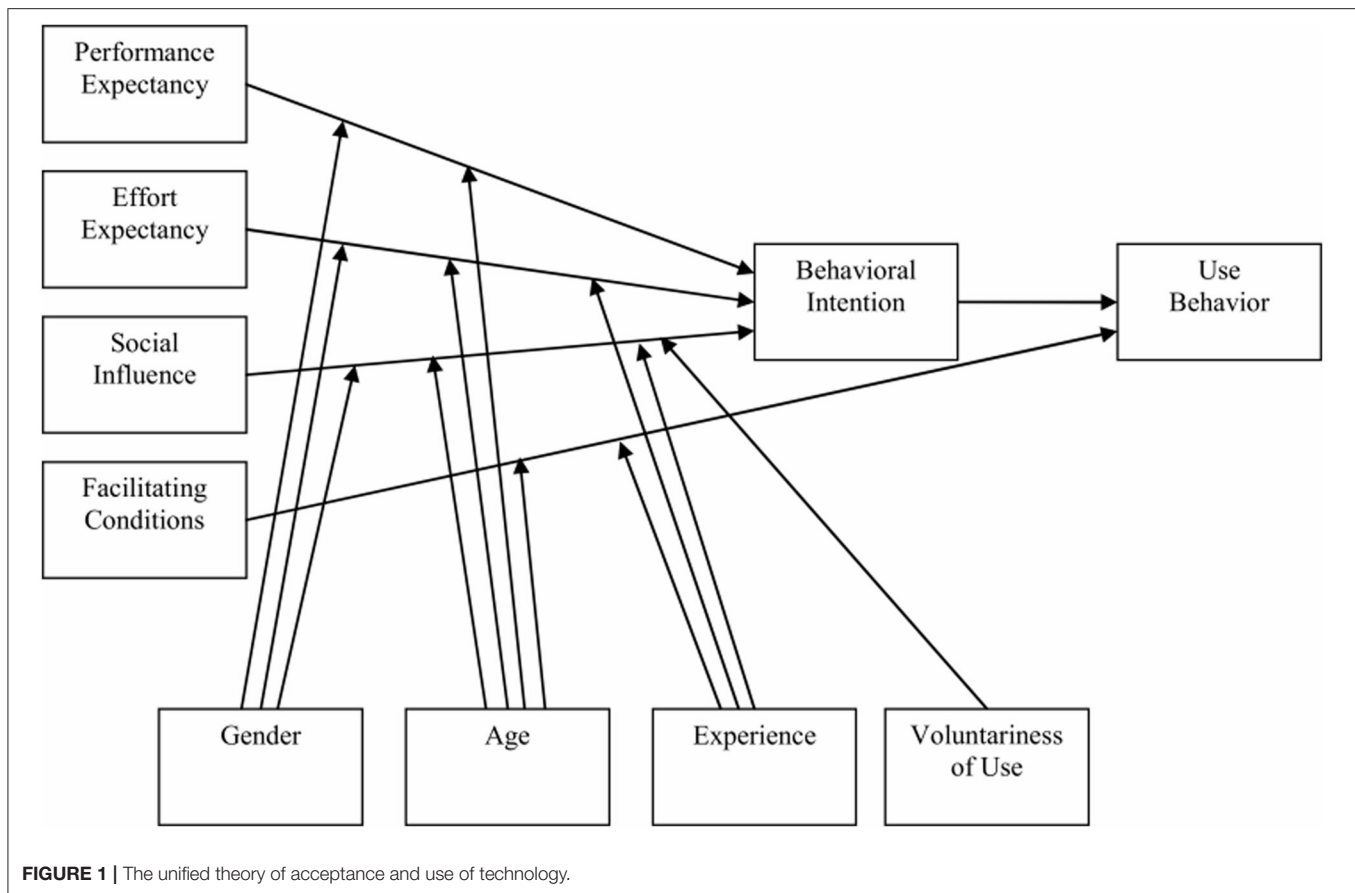 Performance
Expectancy
Effort
Expectancy
Social
Influence
Facilitating
Conditions
Behavioral
Intention
Use
Behavior
Gender
Age
Experience
Voluntariness
of Use
FIGURE 1 | The unified theory of acceptance and use of technology.